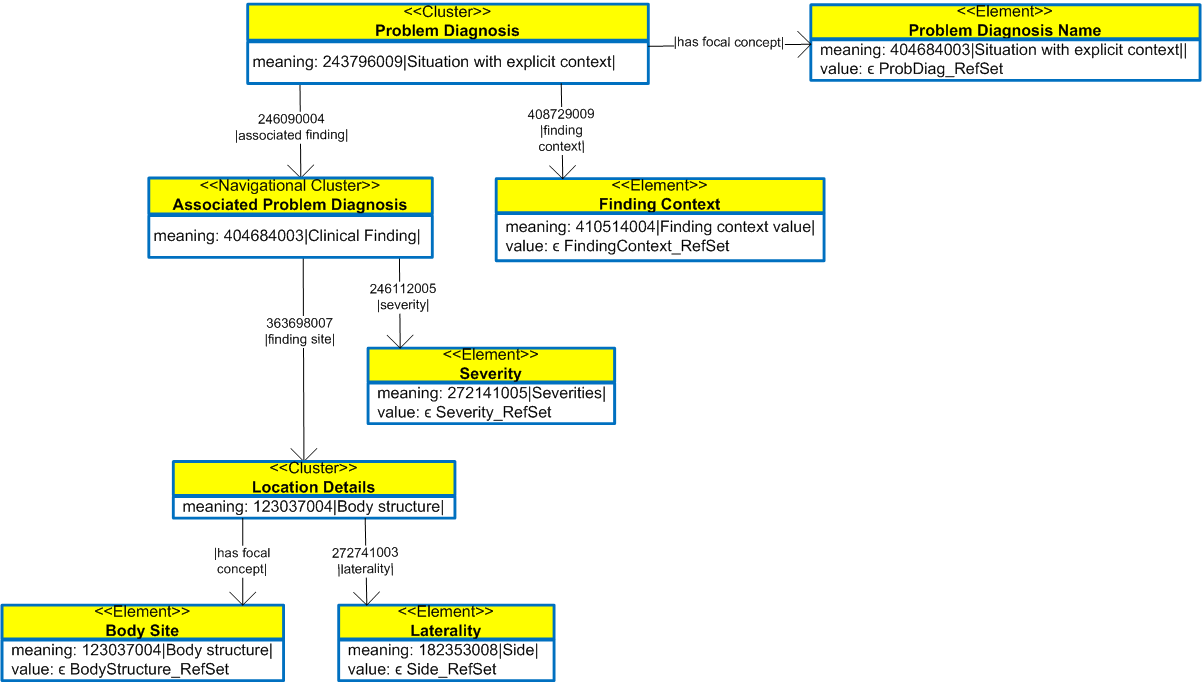 <<Cluster>>
Problem Diagnosis
meaning: 243796009|Situation with explicit context|
|has focal concept|
<<Element>>
Problem Diagnosis Name
meaning: 404684003|Situation with explicit context||
value: ϵ ProbDiag_RefSet
246090004
|associated finding|
408729009
|finding
context|
<<Navigational Cluster>>
Associated Problem Diagnosis
meaning: 404684003|Clinical Finding|
<<Element>>
Finding Context
meaning: 410514004|Finding context value|
value: ϵ FindingContext_RefSet
246112005
|severity|
363698007
|finding site|
<<Element>>
Severity
meaning: 272141005|Severities|
value: ϵ Severity_RefSet
<<Cluster>>
Location Details
meaning: 123037004|Body structure|
|has focal
concept|
272741003
|laterality|
<<Element>>
Body Site
meaning: 123037004|Body structure|
value: ϵ BodyStructure_RefSet
<<Element>>
Laterality
meaning: 182353008|Side|
value: ϵ Side_RefSet